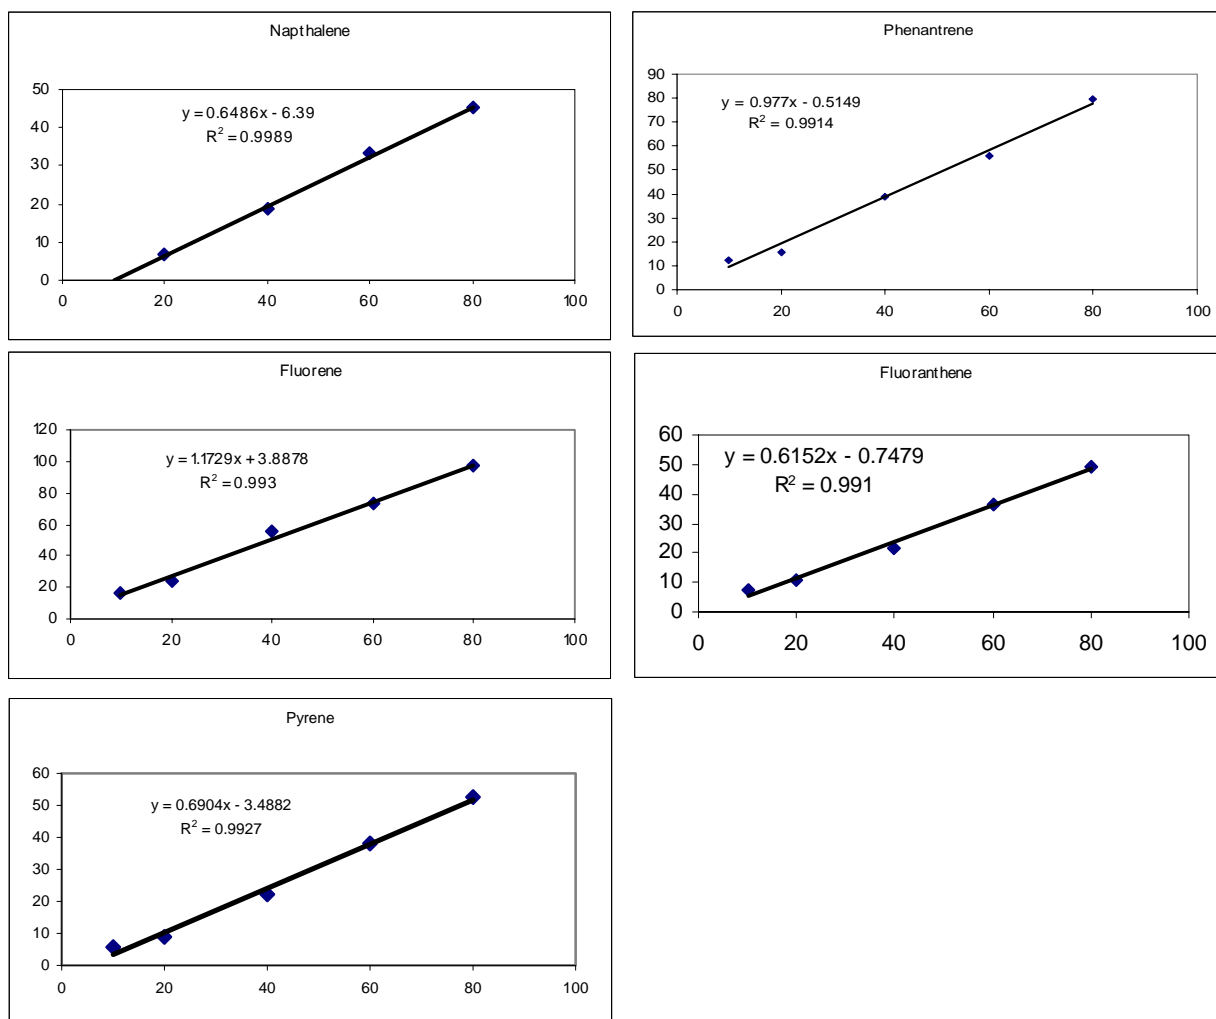 Napthalene
y = 0.6486x - 6.39
R² = 0.9989
50
40
30
20
10
0
0 20 40 60 80 100
Phenantrene
y = 0.977x - 0.5149
R² = 0.9914
90
80
70
60
50
40
30
20
10
0
0 20 40 60 80 100
Fluorene
y = 1.1729x + 3.8878
R² = 0.993
120
100
80
60
40
20
0
0 20 40 60 80 100
Fluoranthene
y = 0.6152x - 0.7479
R² = 0.991
60
50
40
30
20
10
0
0 20 40 60 80 100
Pyrene
y = 0.6904x - 3.4882
R² = 0.9927
60
50
40
30
20
10
0
0 20 40 60 80 100